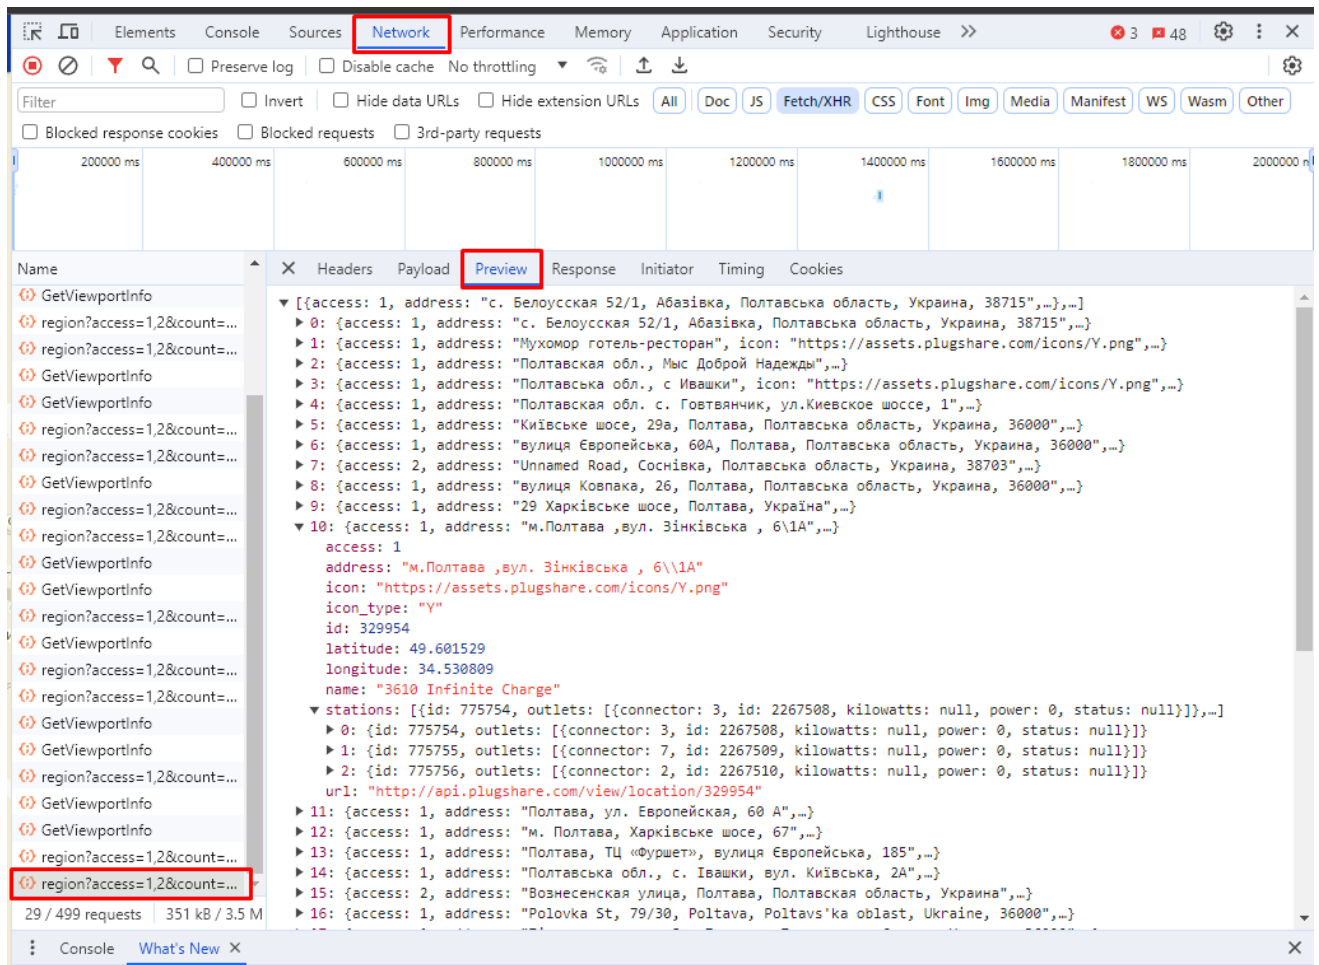 Elements Console Sources Network Performance Memory Application Security Lighthouse 3 48
Preserve log Disable cache No throttling
Filter Invert Hide data URLs Hide extension URLs All Doc JS Fetch/XHR CSS Font Img Media Manifest WS Wasm Other
Blocked response cookies Blocked requests 3rd-party requests
200000 ms 400000 ms 600000 ms 800000 ms 1000000 ms 1200000 ms 1400000 ms 1600000 ms 1800000 ms 2000000
Name
GetViewportInfo
region?access=1,2&count=...
region?access=1,2&count=...
GetViewportInfo
GetViewportInfo
region?access=1,2&count=...
region?access=1,2&count=...
GetViewportInfo
region?access=1,2&count=...
region?access=1,2&count=...
GetViewportInfo
GetViewportInfo
region?access=1,2&count=...
GetViewportInfo
region?access=1,2&count=...
region?access=1,2&count=...
GetViewportInfo
GetViewportInfo
region?access=1,2&count=...
GetViewportInfo
GetViewportInfo
region?access=1,2&count=...
region?access=1,2&count=...
29 / 499 requests 351 kB / 3.5 M
Headers Payload Preview Response Initiator Timing Cookies
[{access: 1, address: "с. Белоусская 52/1, Абазівка, Полтавська область, Украина, 38715",…},…]
0: {access: 1, address: "с. Белоусская 52/1, Абазівка, Полтавська область, Украина, 38715",…}
1: {access: 1, address: "Мухомор готель-ресторан", icon: "https://assets.plugshare.com/icons/Y.png",…}
2: {access: 1, address: "Полтавская обл., Мыс Доброй Надежды",…}
3: {access: 1, address: "Полтавська обл., с Ивашки", icon: "https://assets.plugshare.com/icons/Y.png",…}
4: {access: 1, address: "Полтавская обл. с. Говтвянчик, ул.Киевское шоссе, 1",…}
5: {access: 1, address: "Київське шосе, 29а, Полтава, Полтавська область, Украина, 36000",…}
6: {access: 1, address: "вулиця Європейська, 60А, Полтава, Полтавська область, Украина, 36000",…}
7: {access: 2, address: "Unnamed Road, Соснівка, Полтавська область, Украина, 38703",…}
8: {access: 1, address: "вулиця Ковпака, 26, Полтава, Полтавська область, Украина, 36000",…}
9: {access: 1, address: "29 Харківське шосе, Полтава, Україна",…}
10: {access: 1, address: "м.Полтава ,вул. Зінківська , 6\1А",…}
access: 1
address: "м.Полтава ,вул. Зінківська , 6\\1А"
icon: "https://assets.plugshare.com/icons/Y.png"
icon_type: "Y"
id: 329954
latitude: 49.601529
longitude: 34.530809
name: "3610 Infinite Charge"
stations: [{id: 775754, outlets: [{connector: 3, id: 2267508, kilowatts: null, power: 0, status: null}]},…]
0: {id: 775754, outlets: [{connector: 3, id: 2267508, kilowatts: null, power: 0, status: null}]}
1: {id: 775755, outlets: [{connector: 7, id: 2267509, kilowatts: null, power: 0, status: null}]}
2: {id: 775756, outlets: [{connector: 2, id: 2267510, kilowatts: null, power: 0, status: null}]}
url: "http://api.plugshare.com/view/location/329954"
11: {access: 1, address: "Полтава, ул. Европейская, 60 А",…}
12: {access: 1, address: "м. Полтава, Харківське шосе, 67",…}
13: {access: 1, address: "Полтава, ТЦ «Фуршет», вулиця Європейська, 185",…}
14: {access: 1, address: "Полтавська обл., с. Івашки, вул. Київська, 2А",…}
15: {access: 2, address: "Вознесенская улица, Полтава, Полтавская область, Украина",…}
16: {access: 1, address: "Polovka St, 79/30, Poltava, Poltavs'ka oblast, Ukraine, 36000",…}
Console What's New